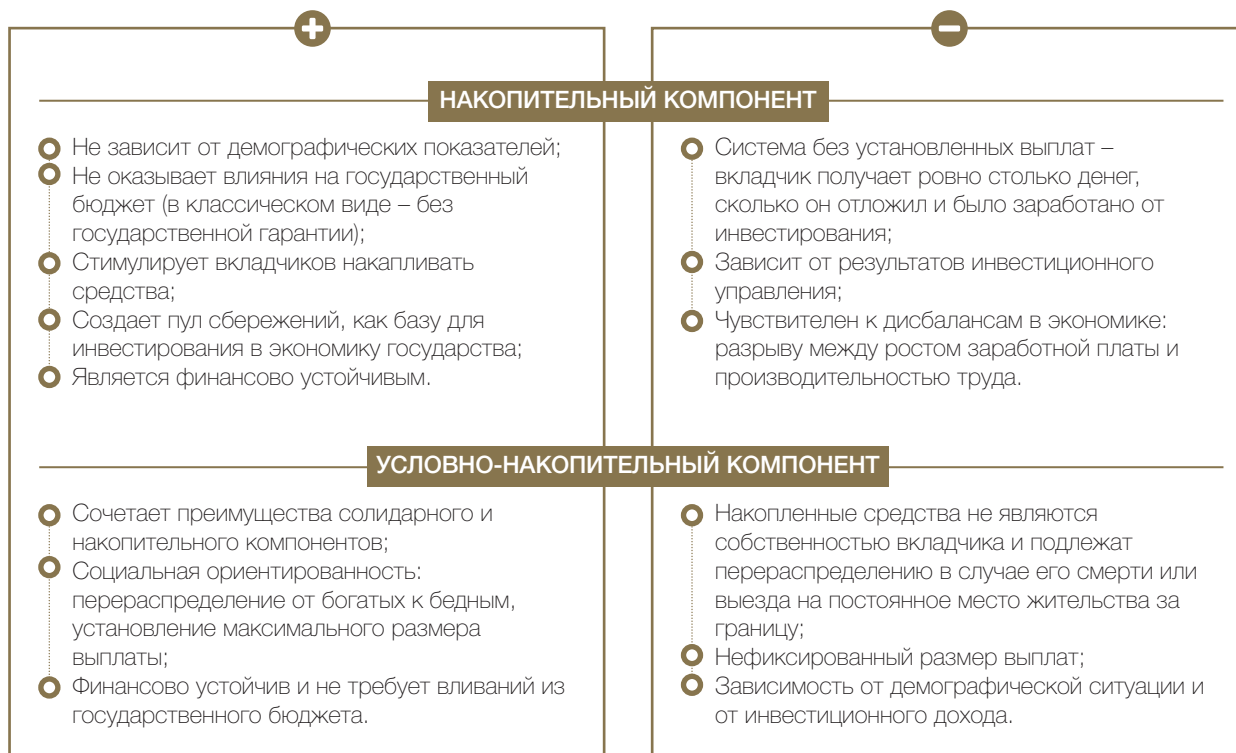 НАКОПИТЕЛЬНЫЙ КОМПОНЕНТ
Не зависит от демографических показателей;
Не оказывает влияния на государственный
бюджет (в классическом виде – без
государственной гарантии);
Стимулирует вкладчиков накапливать
средства;
Создает пул сбережений, как базу для
инвестирования в экономику государства;
Является финансово устойчивым.
Система без установленных выплат –
вкладчик получает ровно столько денег,
сколько он отложил и было заработано от
инвестирования;
Зависит от результатов инвестиционного
управления;
Чувствителен к дисбалансам в экономике:
разрыву между ростом заработной платы и
производительностью труда.
УСЛОВНО-НАКОПИТЕЛЬНЫЙ КОМПОНЕНТ
Сочетает преимущества солидарного и
накопительного компонентов;
Социальная ориентированность:
перераспределение от богатых к бедным,
установление максимального размера
выплаты;
Финансово устойчив и не требует вливаний из
государственного бюджета.
Накопленные средства не являются
собственностью вкладчика и подлежат
перераспределению в случае его смерти или
выезда на постоянное место жительства за
границу;
Нефиксированный размер выплат;
Зависимость от демографической ситуации и
от инвестиционного дохода.